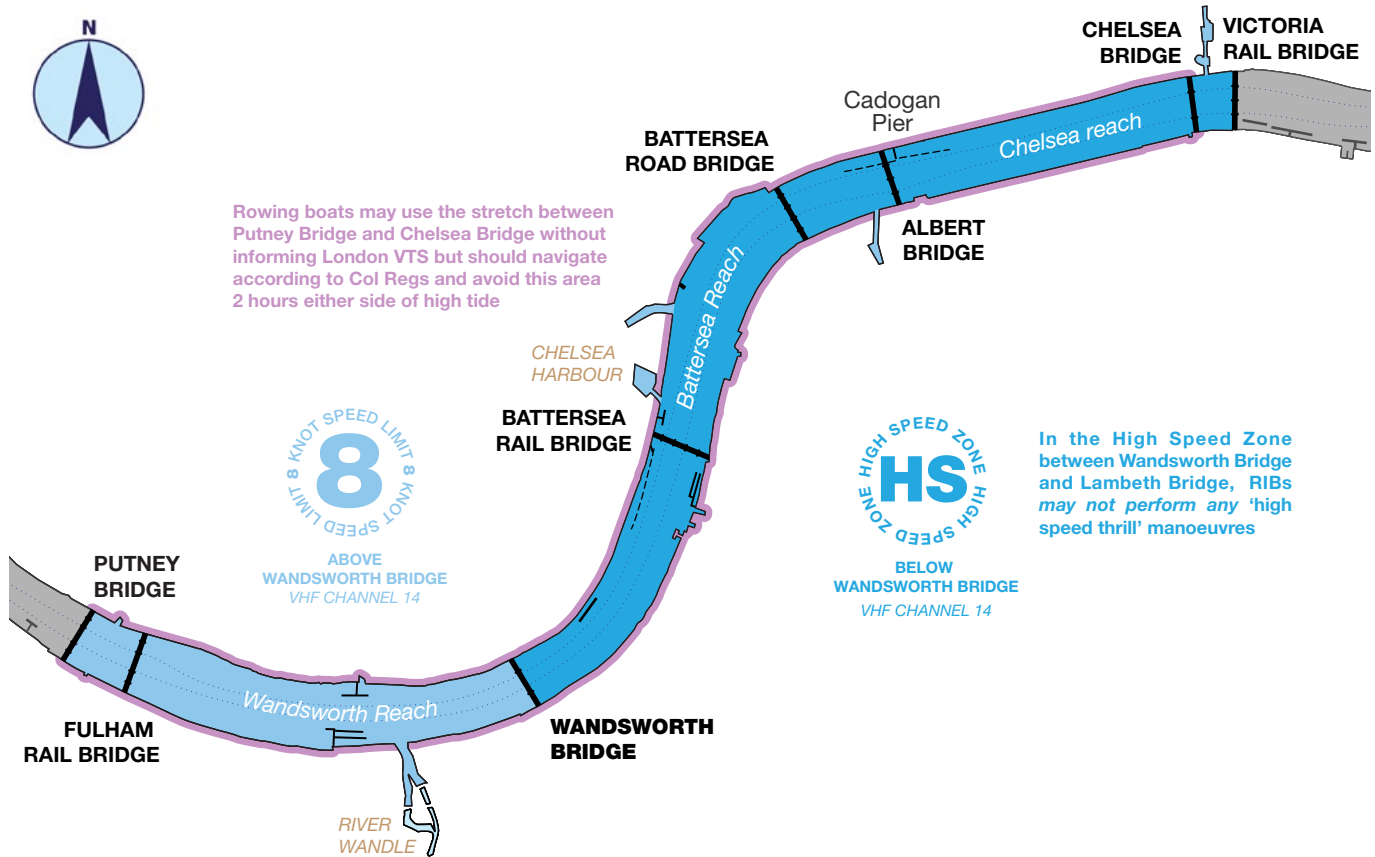 N
CHELSEA
BRIDGE
VICTORIA
RAIL BRIDGE
Cadogan
Pier
Chelsea reach
BATTERSEA
ROAD BRIDGE
ALBERT
BRIDGE
Rowing boats may use the stretch between
Putney Bridge and Chelsea Bridge without
informing London VTS but should navigate
according to Col Regs and avoid this area
2 hours either side of high tide
Battersea Reach
CHELSEA
HARBOUR
BATTERSEA
RAIL BRIDGE
8 KNOT SPEED LIMIT 8 KNOT SPEED LIMIT
8
ABOVE
WANDSWORTH BRIDGE
VHF CHANNEL 14
HIGH SPEED ZONE HIGH SPEED ZONE
HS
BELOW
WANDSWORTH BRIDGE
VHF CHANNEL 14
In the High Speed Zone
between Wandsworth Bridge
and Lambeth Bridge, RIBs
may not perform any ‘high
speed thrill’ manoeuvres
PUTNEY
BRIDGE
Wandsworth Reach
FULHAM
RAIL BRIDGE
WANDSWORTH
BRIDGE
RIVER
WANDLE